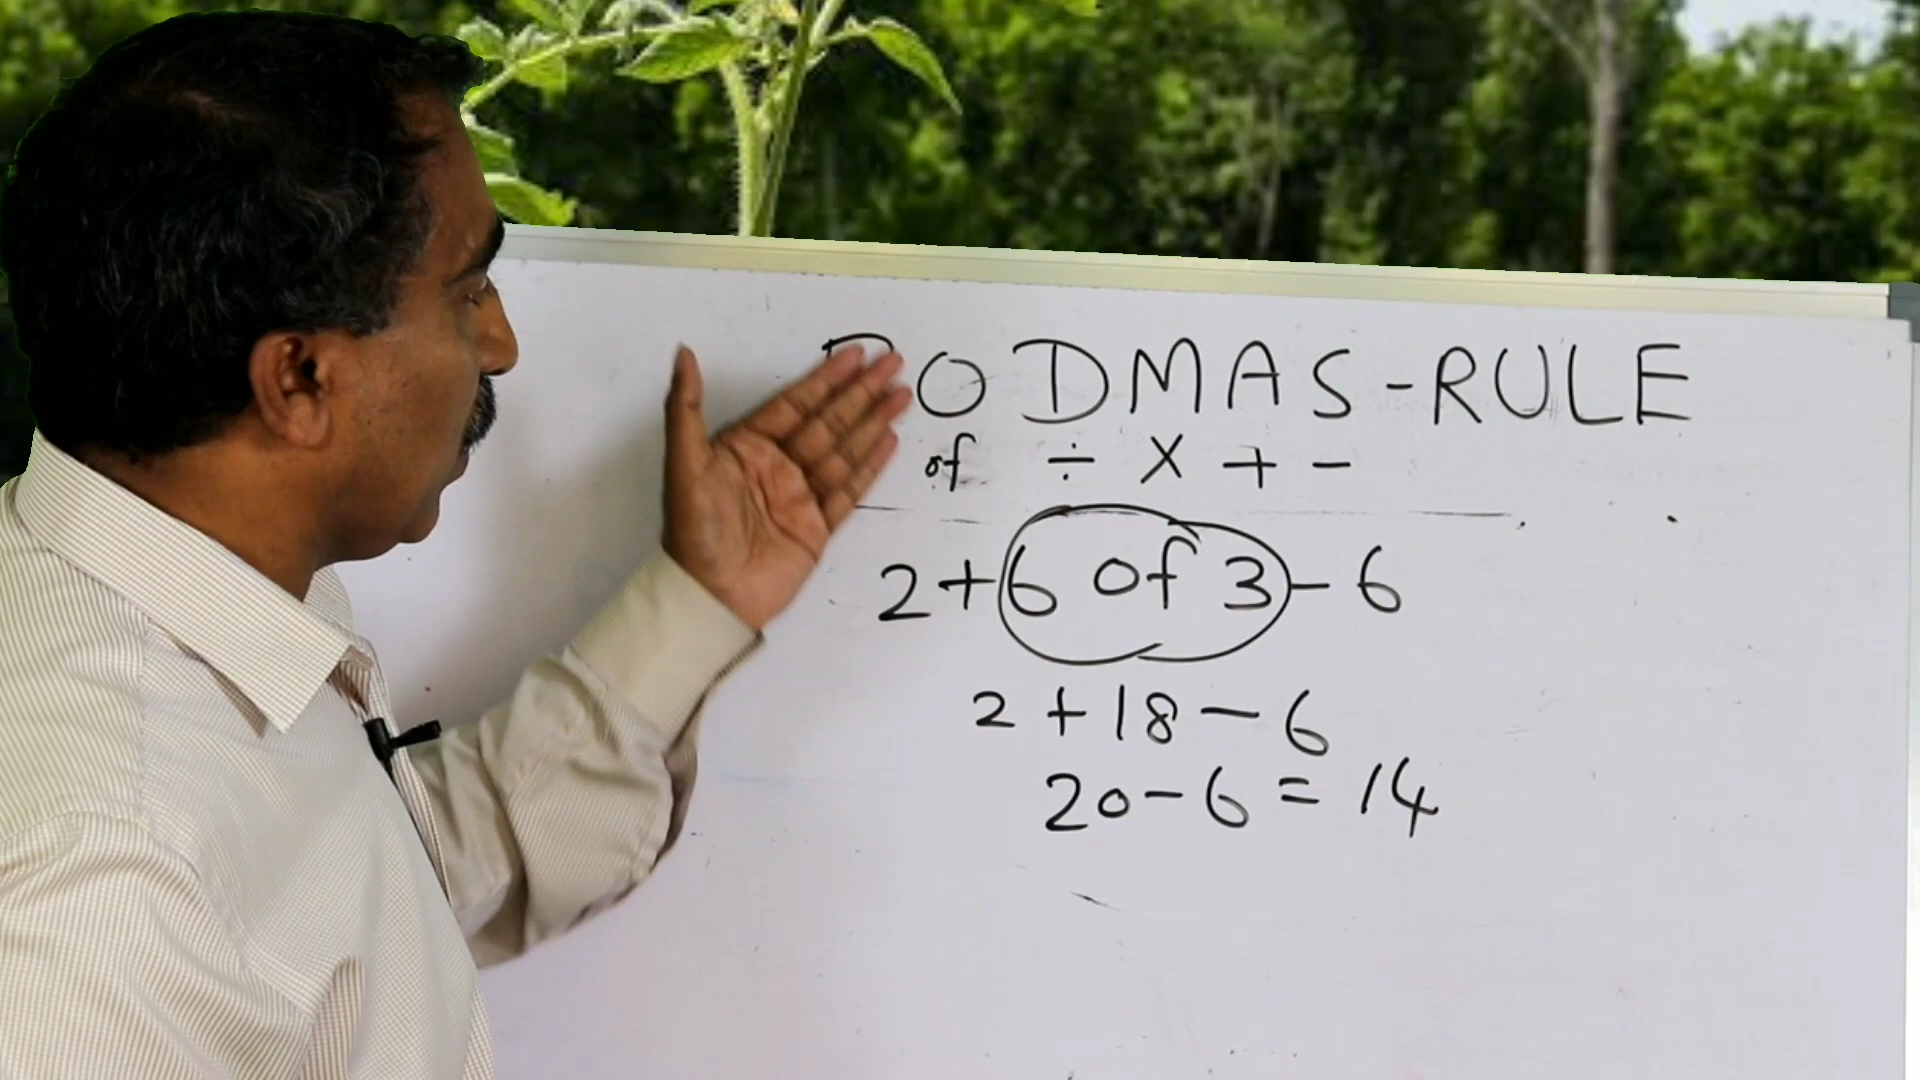 BODMAS-RULE
of ÷ × + -
2+6 of 3-6
2+18-6
20-6=14